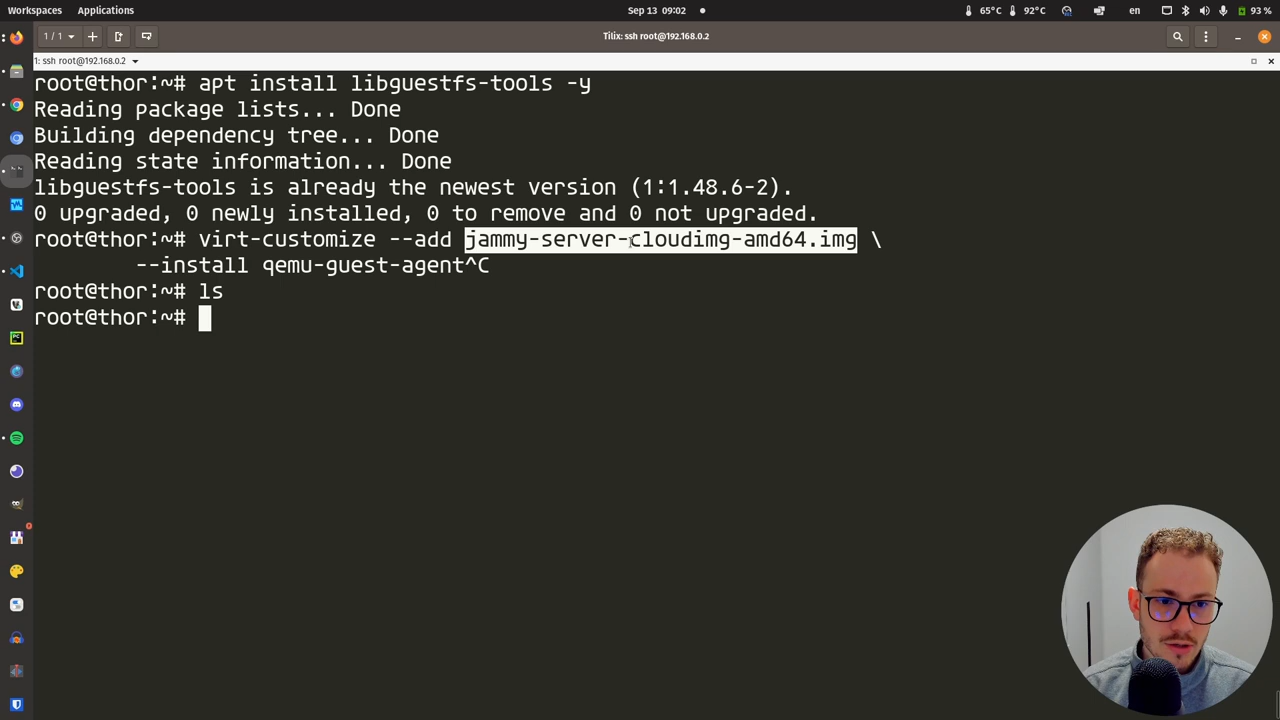 Workspaces Applications Sep 13 09:02 65°C 92°C en 93 %
1 / 1 Tilix: ssh root@192.168.0.2
1: ssh root@192.168.0.2
root@thor:~# apt install libguestfs-tools -y
Reading package lists... Done
Building dependency tree... Done
Reading state information... Done
libguestfs-tools is already the newest version (1:1.48.6-2).
0 upgraded, 0 newly installed, 0 to remove and 0 not upgraded.
root@thor:~# virt-customize --add jammy-server-cloudimg-amd64.img \
        --install qemu-guest-agent^C
root@thor:~# ls
root@thor:~#